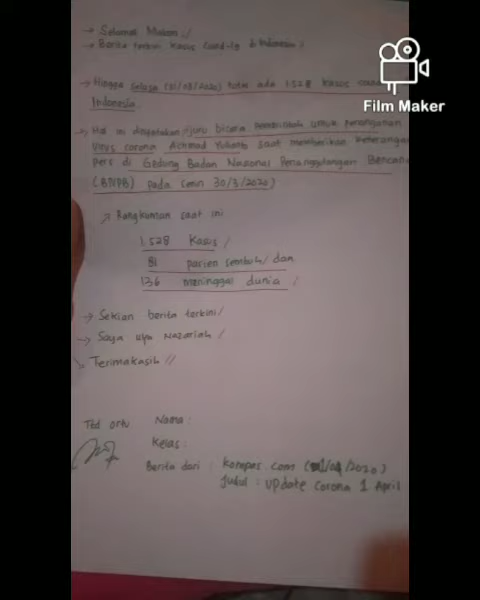 → Selamat Malam //
→ Berita terkini kasus Covid-19 di Indonesia /
→ Hingga Selasa (31/03/2020) total ada 1.528 kasus
Indonesia.
→ Hal ini dinyatakan juru bicara pemerintah untuk penanganan
Virus corona Achmad Yurianto saat memberikan keterangan
pers di Gedung Badan Nasional Penanggulangan Bencana
(BNPB) pada Senin 30/3/2020)
→ Rangkuman saat ini
1.528 kasus /
81 pasien sembuh / dan
136 meninggal dunia /
→ Sekian berita terkini /
→ Saya Nazariah /
→ Terimakasih //
Ttd ortu Nama :
Kelas :
Berita dari : kompas.com (/04/2020)
Judul : update corona 1 April
Film Maker